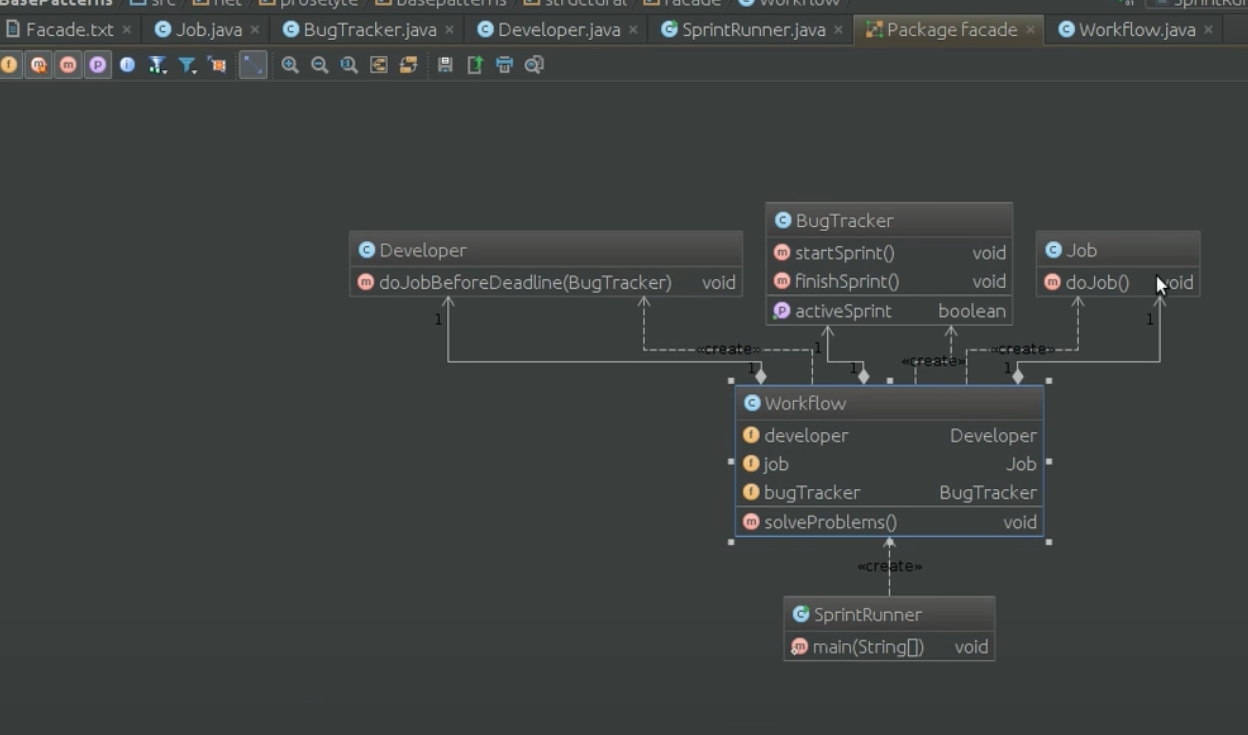 BasePatterns src net proselyte basepatterns structural facade Workflow SprintRun
Facade.txt Job.java BugTracker.java Developer.java SprintRunner.java Package facade Workflow.java
BugTracker
startSprint() void
finishSprint() void
activeSprint boolean
Developer
doJobBeforeDeadline(BugTracker) void
Job
doJob() void
1
1
1
«create»
«create»
«create»
1
1
1
Workflow
developer Developer
job Job
bugTracker BugTracker
solveProblems() void
«create»
SprintRunner
main(String[]) void